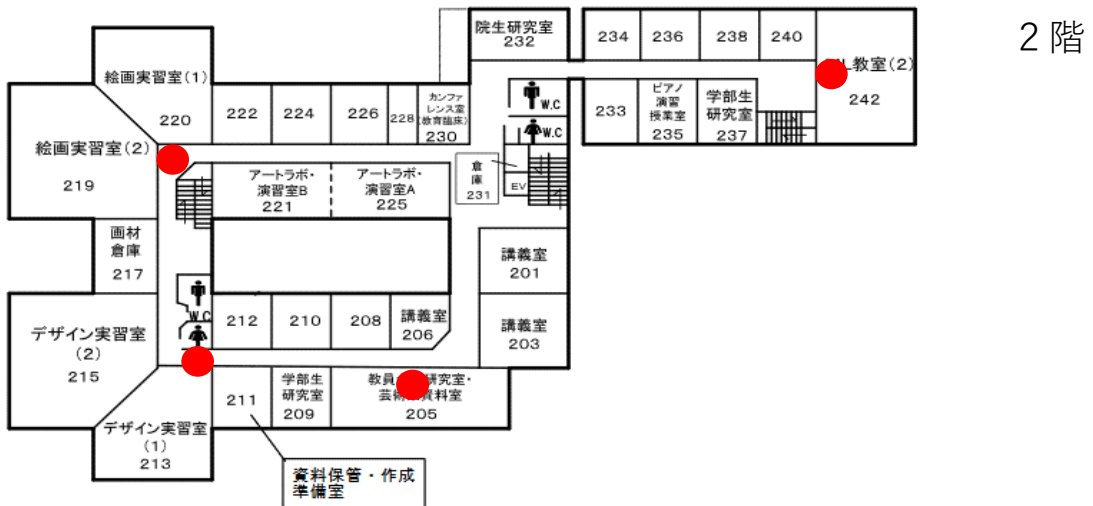 2階
院生研究室
232
234
236
238
240
L教室(2)
242
絵画実習室(1)
220
222
224
226
228
カンファ
レンス室
(教育臨床)
230
W.C
W.C
233
ピアノ
演習
授業室
235
学部生
研究室
237
絵画実習室(2)
219
アートラボ・
演習室B
221
アートラボ・
演習室A
225
倉
庫
231
EV
画材
倉庫
217
講義室
201
W.C
212
210
208
講義室
206
講義室
203
デザイン実習室
(2)
215
211
学部生
研究室
209
教員 研究室・
芸術 資料室
205
デザイン実習室
(1)
213
資料保管・作成
準備室